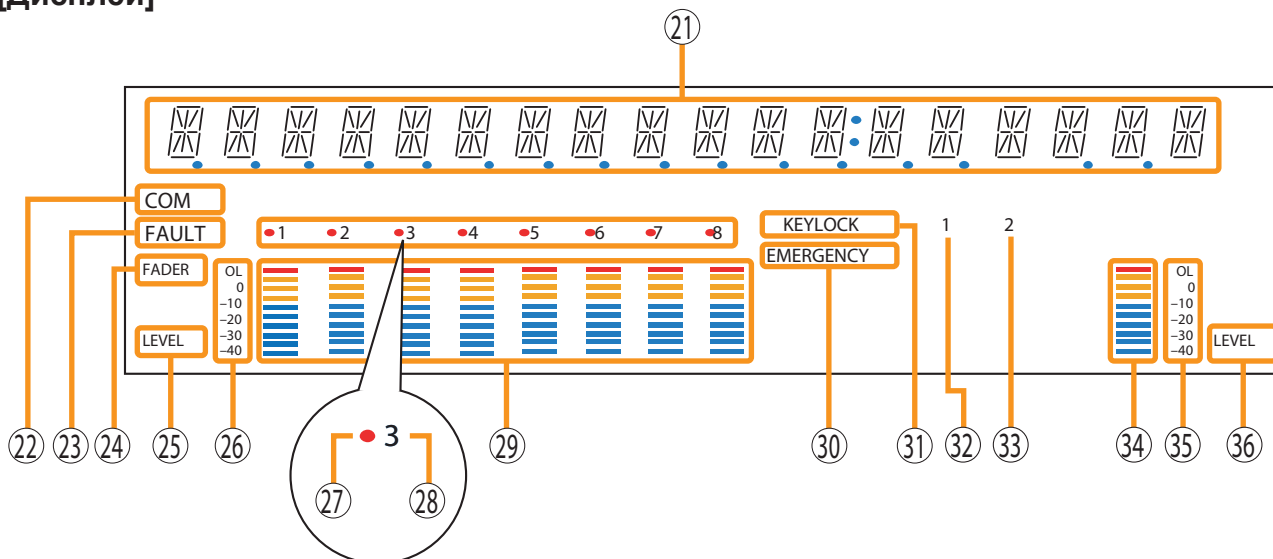 [Дисплей]
21
COM
FAULT 1 2 3 4 5 6 7 8 KEYLOCK 1 2
FADER EMERGENCY
OL OL
0 0
−10 −10
−20 −20
−30 −30
LEVEL −40 −40 LEVEL
3
22 23 24 25 26 29 30 31 32 33 34 35 36
27 28